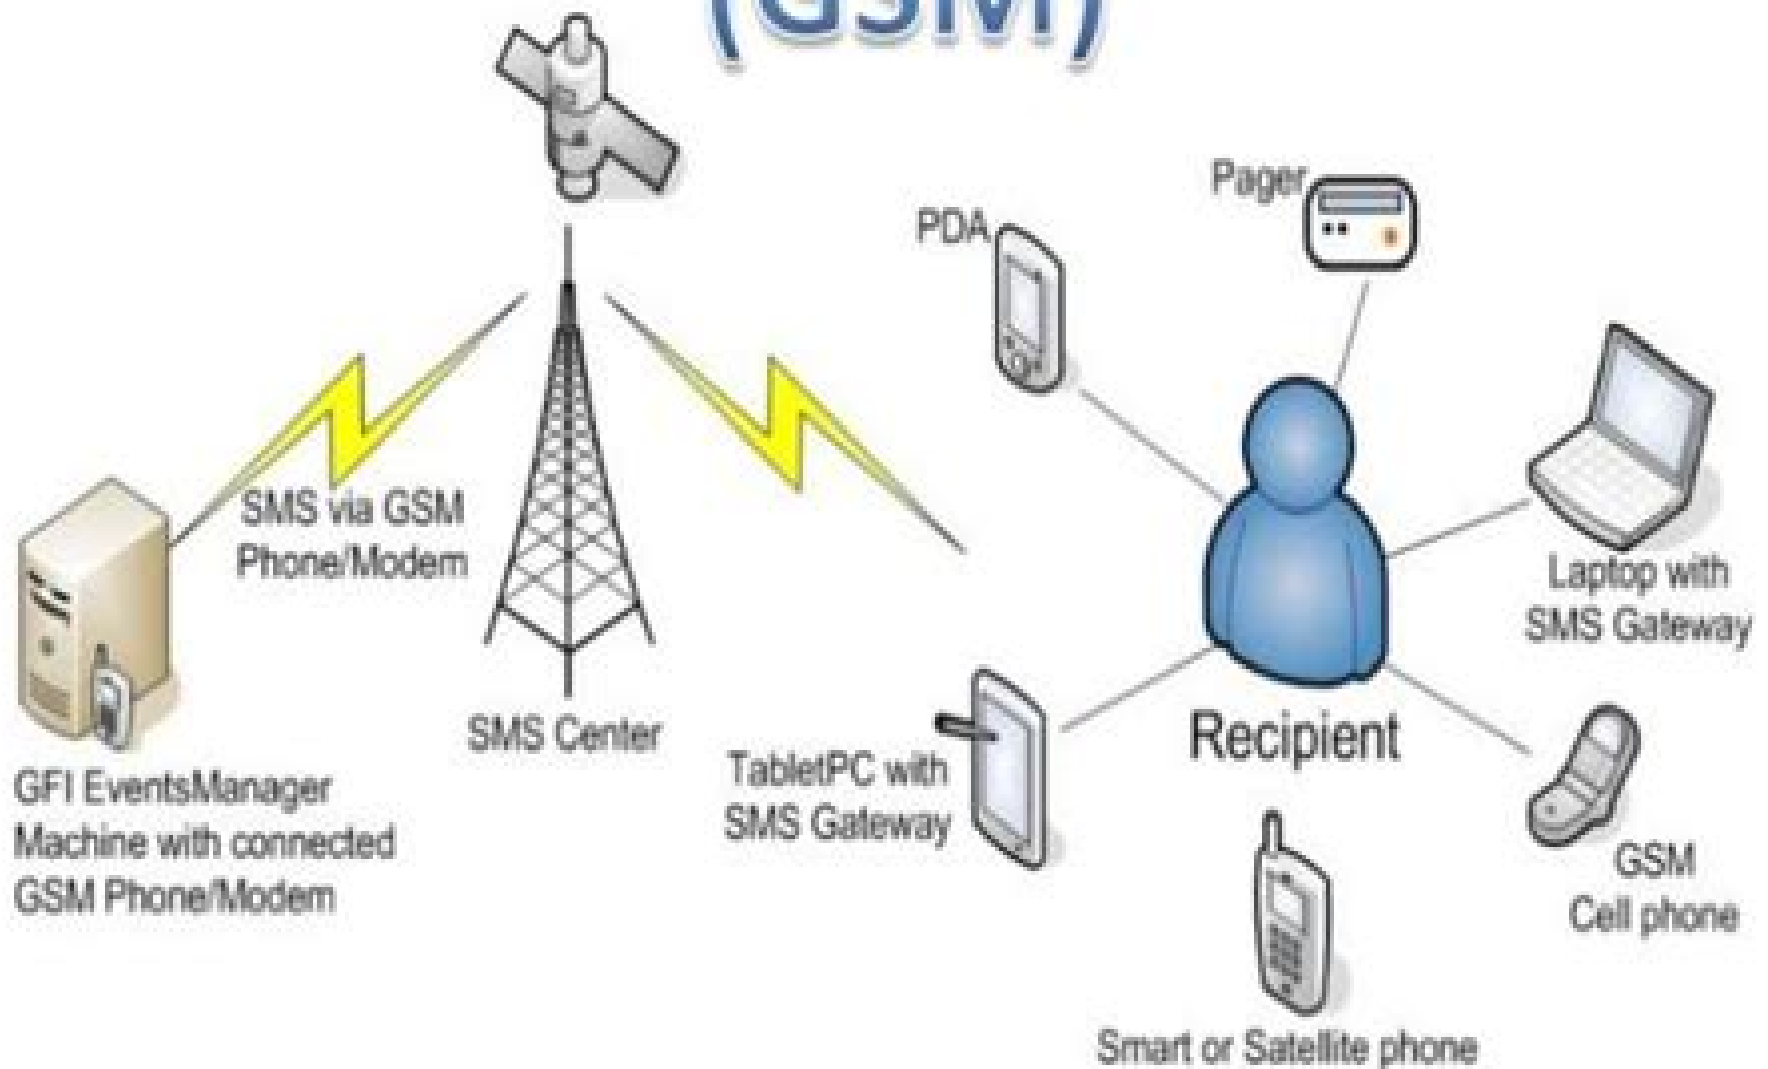 (GSM)
Pager
PDA
SMS via GSM
Phone/Modem
Laptop with
SMS Gateway
SMS Center
Recipient
TabletPC with
SMS Gateway
GFI EventsManager
Machine with connected
GSM Phone/Modem
GSM
Cell phone
Smart or Satellite phone